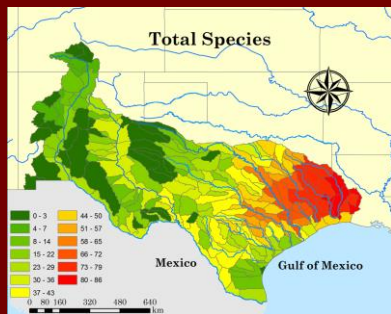 Total Species
0 - 3
4 - 7
8 - 14
15 - 22
23 - 29
30 - 36
37 - 43
44 - 50
51 - 57
58 - 65
66 - 72
73 - 79
80 - 86
Mexico
Gulf of Mexico
0 80 160 320 480 640
km